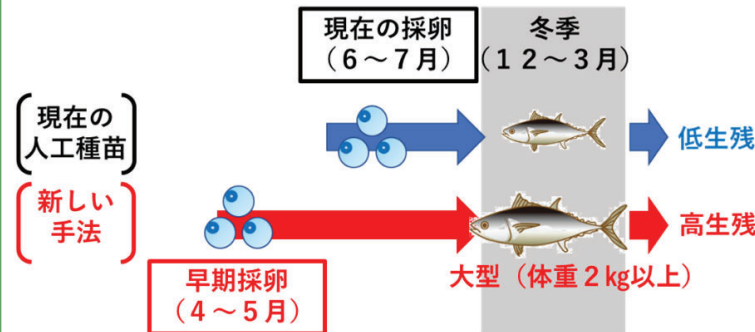 現在の採卵
(6~7月)
冬季
(12~3月)
現在の
人工種苗
低生残
新しい
手法
高生残
早期採卵
(4~5月)
大型(体重2kg以上)